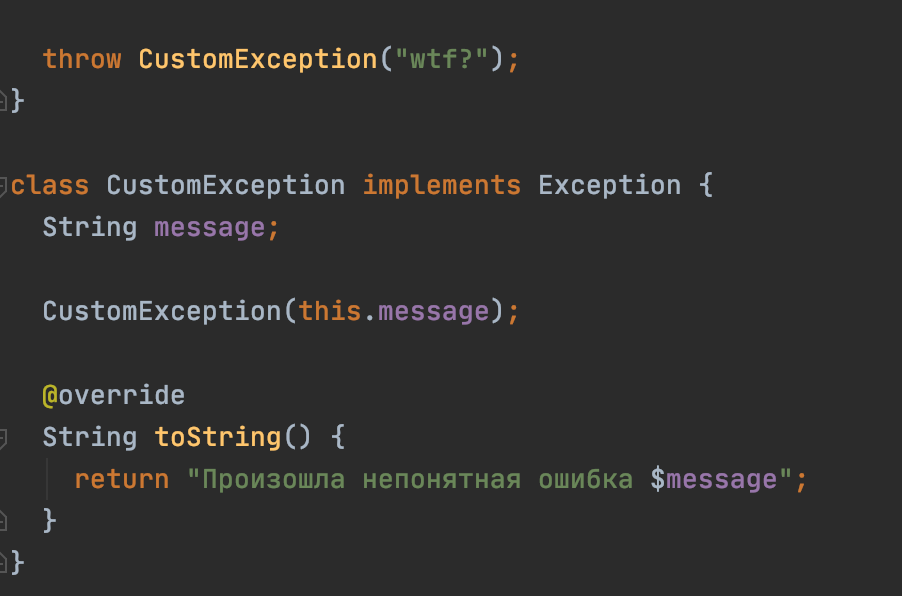 throw CustomException("wtf?");
}
class CustomException implements Exception {
String message;
CustomException(this.message);
@override
String toString() {
return "Произошла непонятная ошибка $message";
}
}